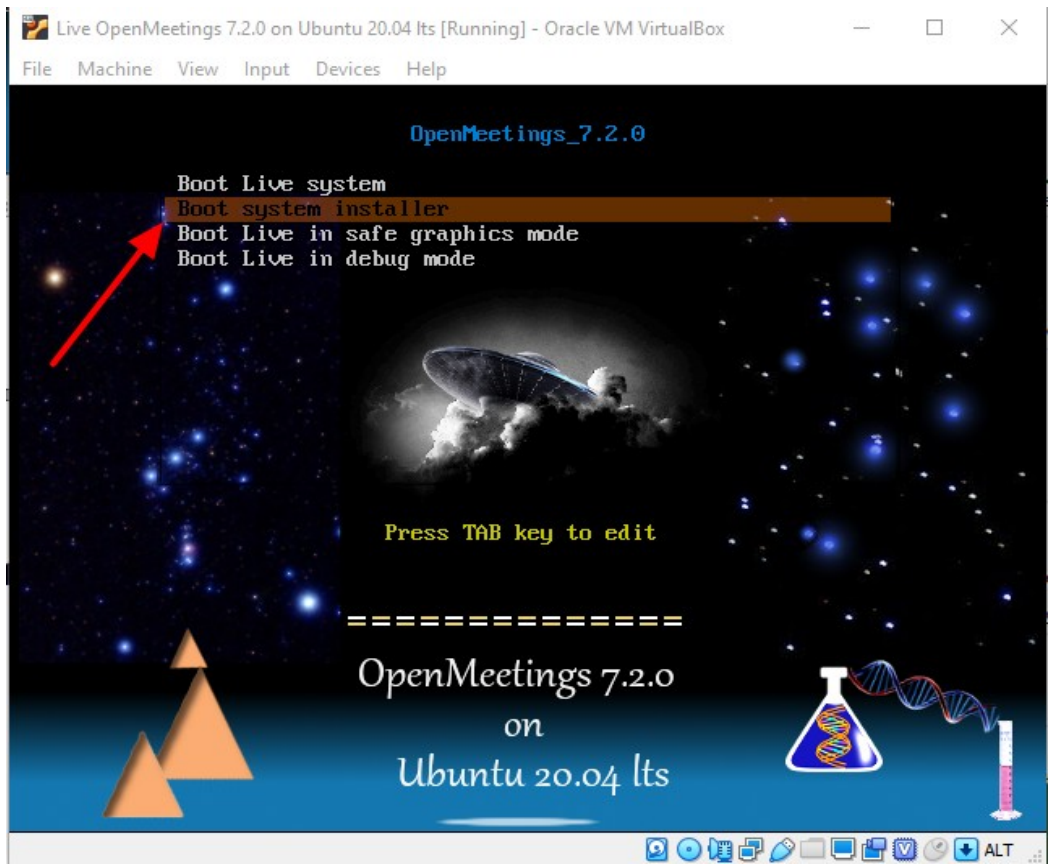 Live OpenMeetings 7.2.0 on Ubuntu 20.04 lts [Running] - Oracle VM VirtualBox
File Machine View Input Devices Help
OpenMeetings_7.2.0
Boot Live system
Boot system installer
Boot Live in safe graphics mode
Boot Live in debug mode
Press TAB key to edit
==============
OpenMeetings 7.2.0
on
Ubuntu 20.04 lts
ALT